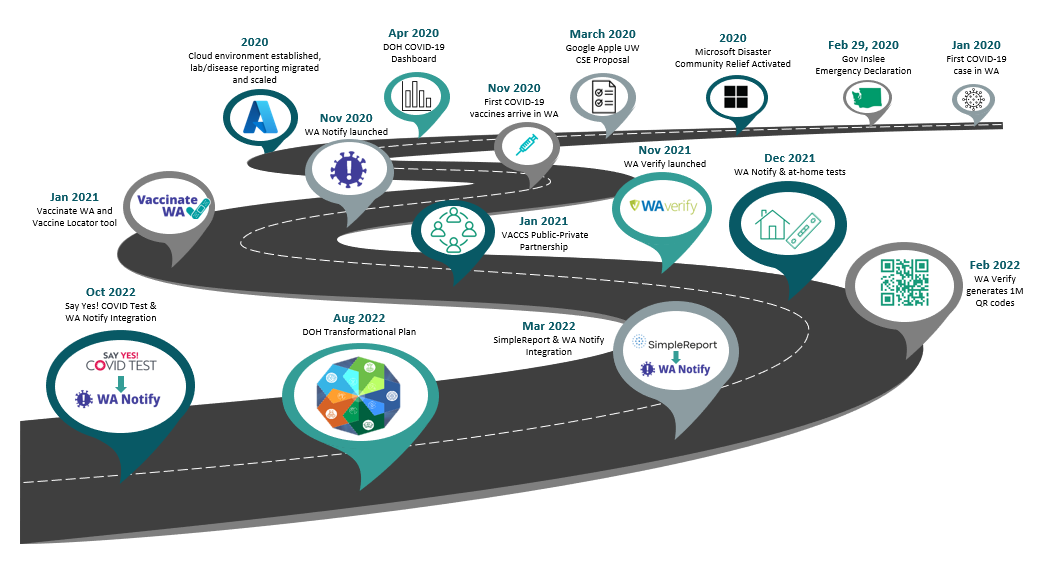 2020
Cloud environment established,
lab/disease reporting migrated
and scaled
Apr 2020
DOH COVID-19
Dashboard
March 2020
Google Apple UW
CSE Proposal
2020
Microsoft Disaster
Community Relief Activated
Feb 29, 2020
Gov Inslee
Emergency Declaration
Jan 2020
First COVID-19
case in WA
Nov 2020
WA Notify launched
Nov 2020
First COVID-19
vaccines arrive in WA
Nov 2021
WA Verify launched
Dec 2021
WA Notify & at-home tests
Jan 2021
Vaccinate WA and
Vaccine Locator tool
Vaccinate
WA
Jan 2021
VACCS Public-Private
Partnership
WAverify
Feb 2022
WA Verify
generates 1M
QR codes
Oct 2022
Say Yes! COVID Test &
WA Notify Integration
SAY YES!
COVID TEST
WA Notify
Aug 2022
DOH Transformational Plan
Mar 2022
SimpleReport & WA Notify
Integration
SimpleReport
WA Notify